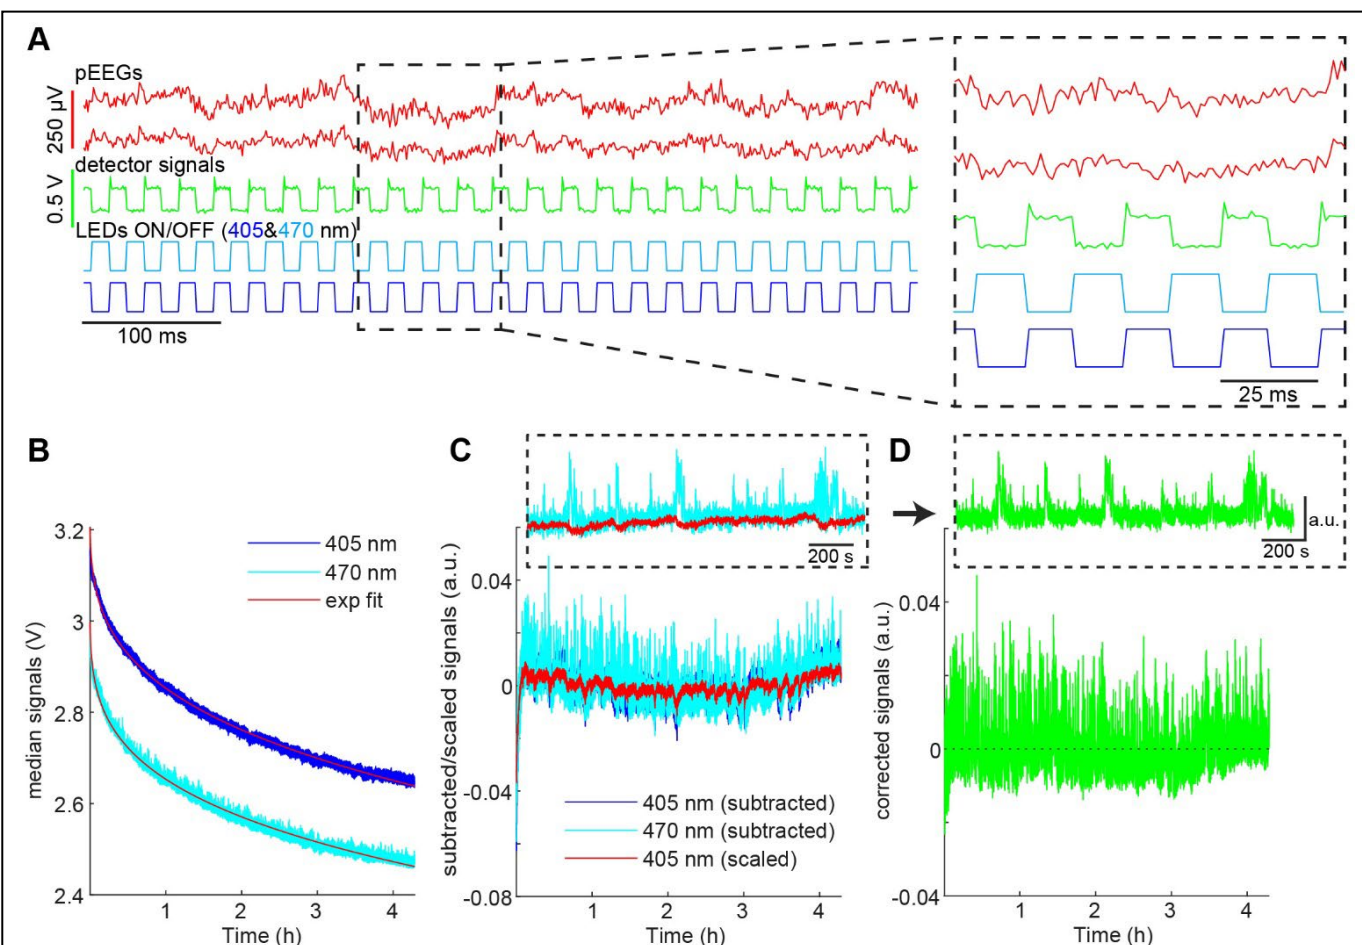 A
pEEGs
250 µV
detector signals
0.5 V
LEDs ON/OFF (405&470 nm)
100 ms
25 ms
B
3.2
3
2.8
2.6
2.4
median signals (V)
405 nm
470 nm
exp fit
1
2
3
4
Time (h)
C
200 s
0.04
0
-0.04
-0.08
subtracted/scaled signals (a.u.)
405 nm (subtracted)
470 nm (subtracted)
405 nm (scaled)
1
2
3
4
Time (h)
D
a.u.
200 s
0.04
0
-0.04
corrected signals (a.u.)
1
2
3
4
Time (h)